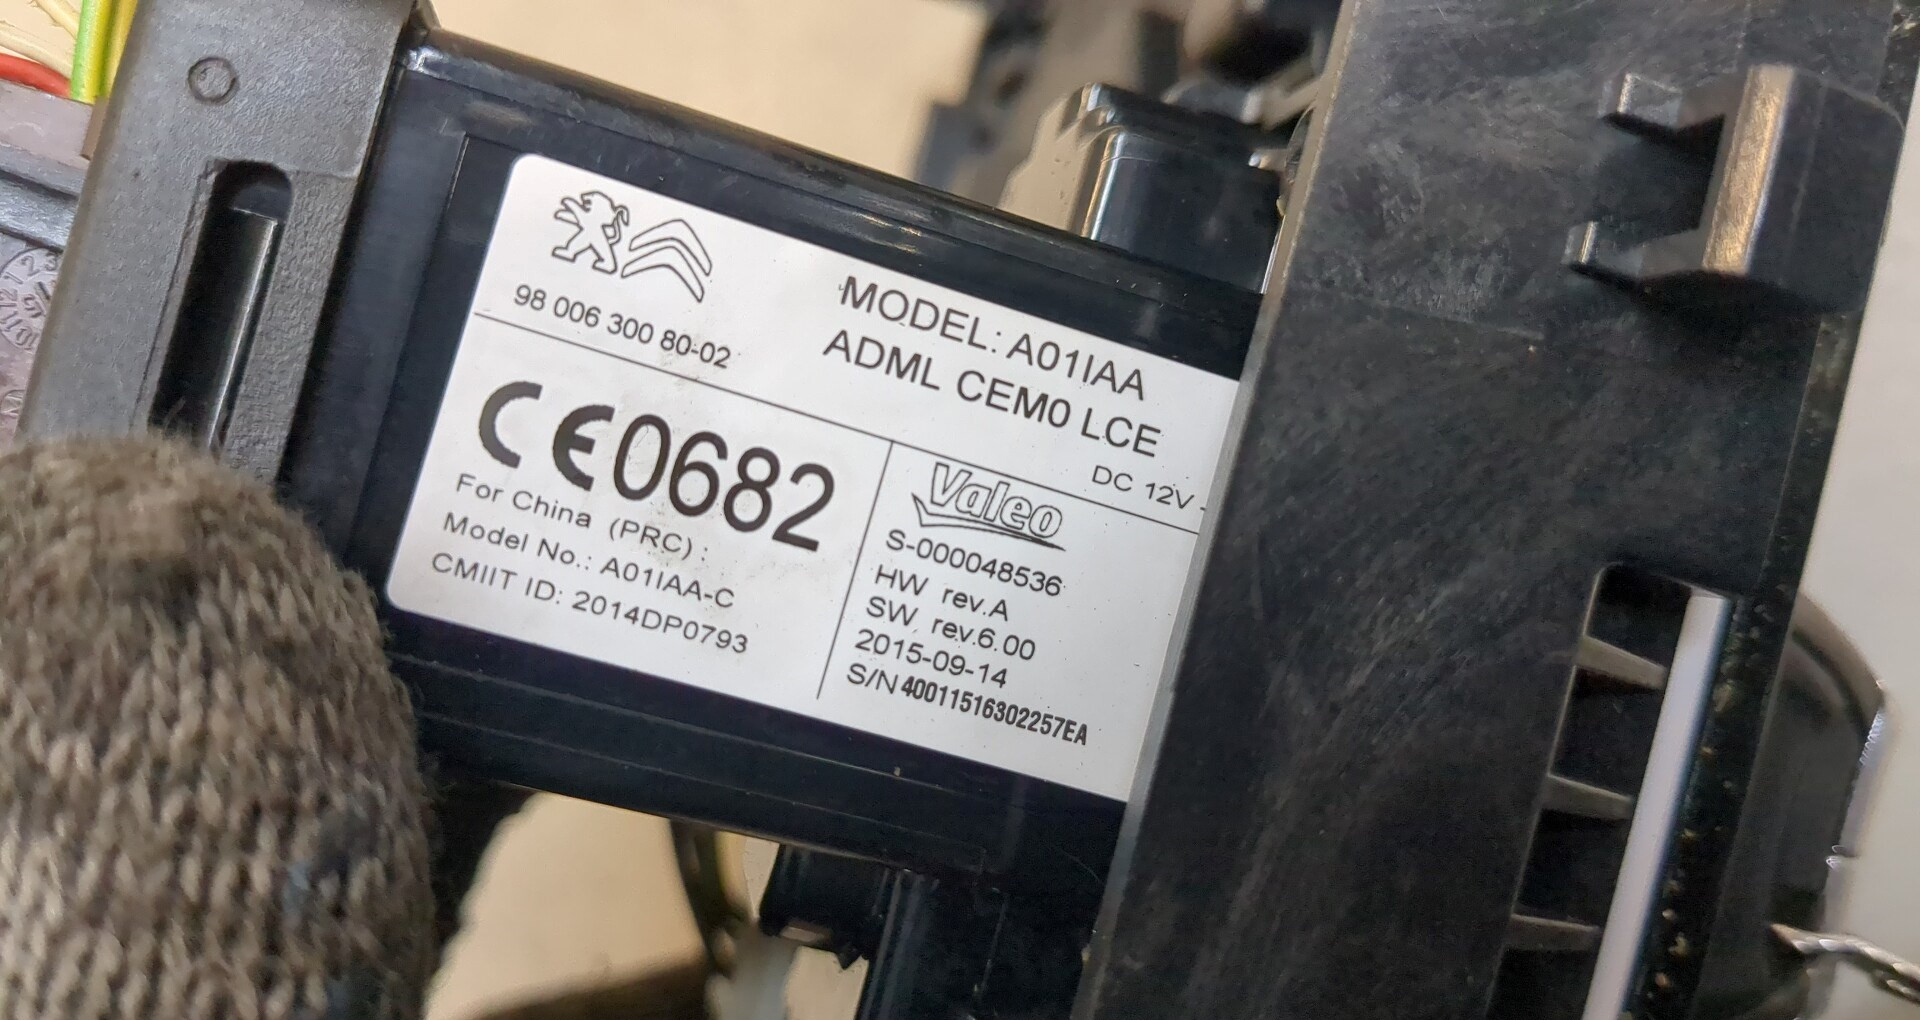 98 006 300 80-02
MODEL: A01IAA
ADML CEM0 LCE
DC 12V
CE0682
For China (PRC) :
Model No.: A01IAA-C
CMIIT ID: 2014DP0793
Valeo
S-000048536
HW rev.A
SW rev.6.00
2015-09-14
S/N 40011516302257EA